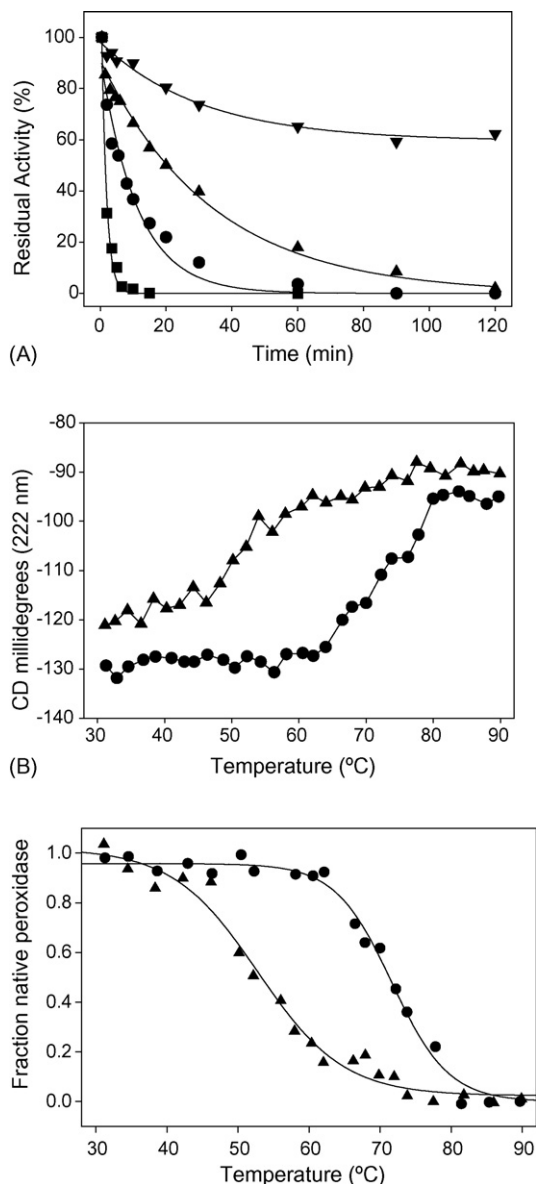 100
80
60
40
20
0
Residual Activity (%)
0 20 40 60 80 100 120
Time (min)
(A)
-80
-90
-100
-110
-120
-130
-140
CD millidegrees (222 nm)
30 40 50 60 70 80 90
Temperature (ºC)
(B)
1.0
0.8
0.6
0.4
0.2
0.0
Fraction native peroxidase
30 40 50 60 70 80 90
Temperature (ºC)